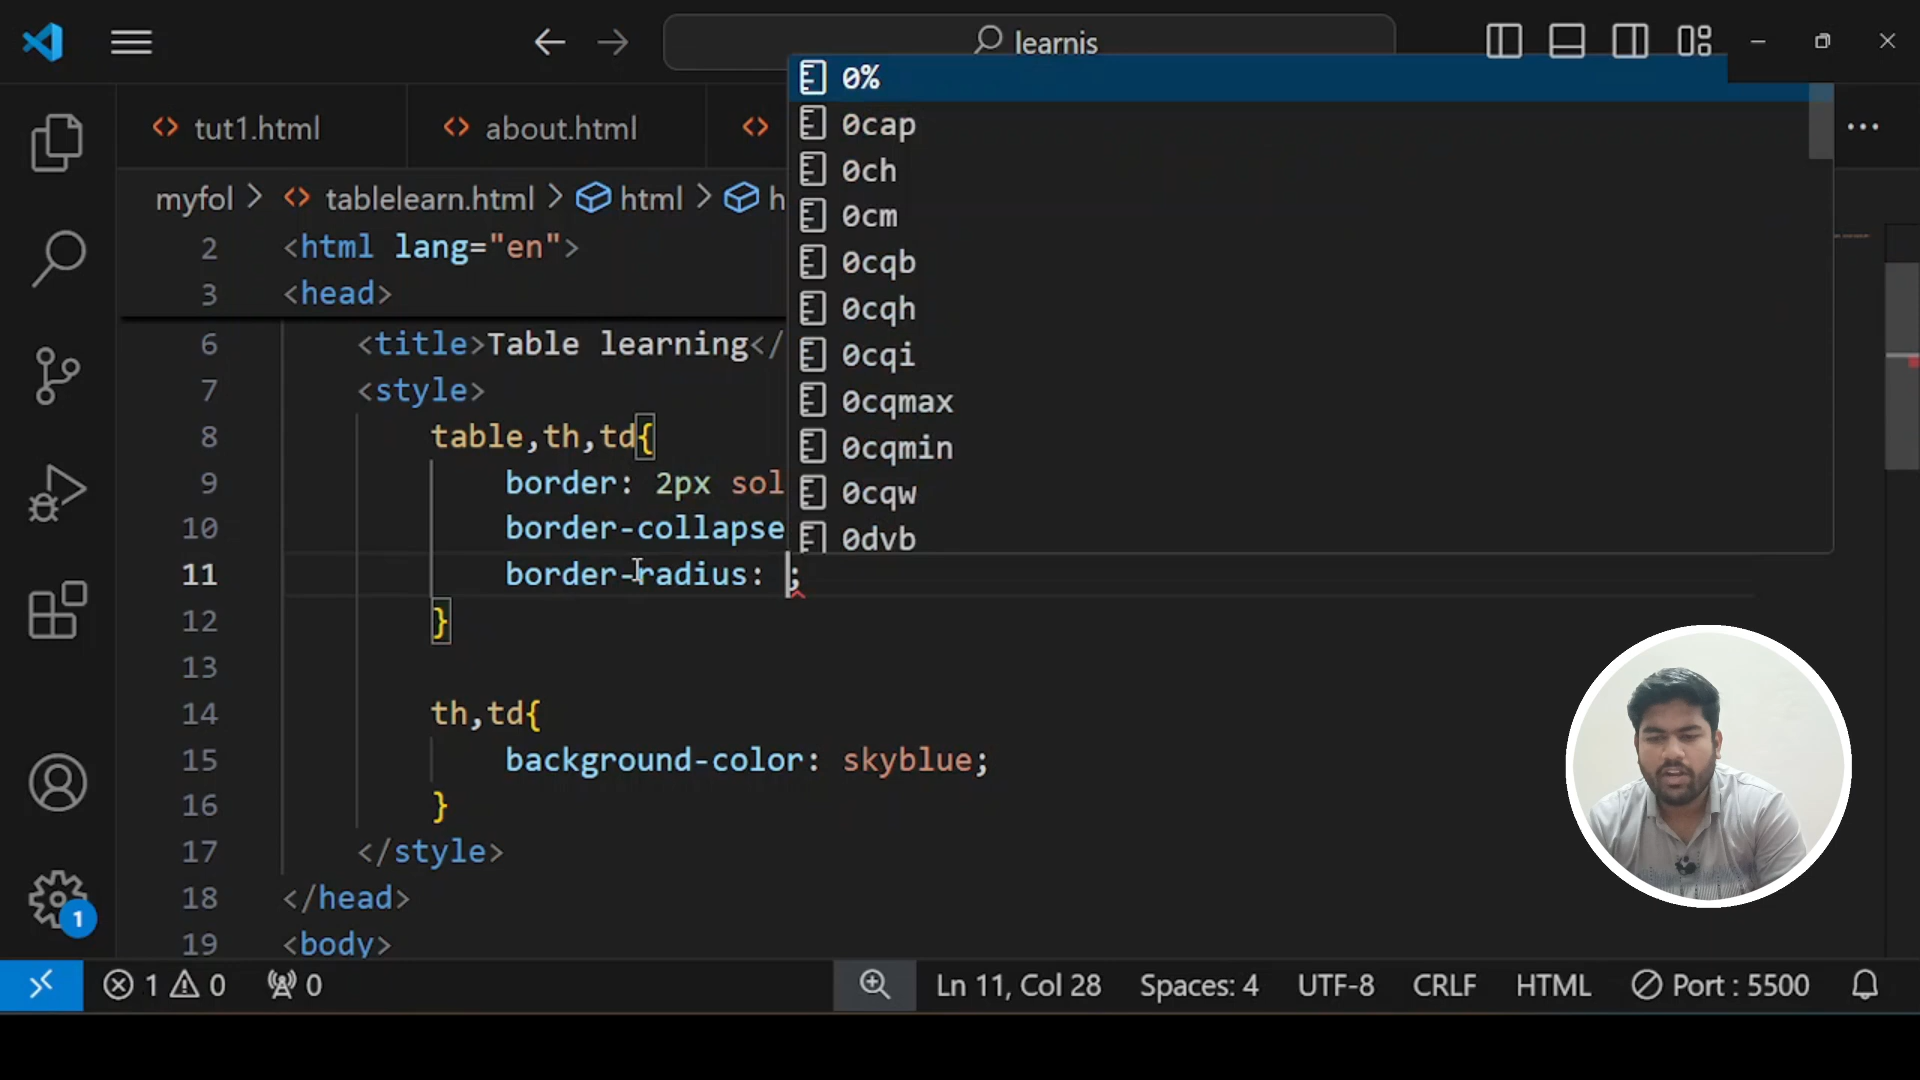 learnis
tut1.html about.html
myfol > tablelearn.html > html > h
2 <html lang="en">
3 <head>
6 <title>Table learning</
7 <style>
8 table,th,td{
9 border: 2px sol
10 border-collapse
11 border-radius: ;
12 }
13
14 th,td{
15 background-color: skyblue;
16 }
17 </style>
18 </head>
19 <body>
0%
0cap
0ch
0cm
0cqb
0cqh
0cqi
0cqmax
0cqmin
0cqw
0dvb
1
1 0 0 Ln 11, Col 28 Spaces: 4 UTF-8 CRLF HTML Port : 5500